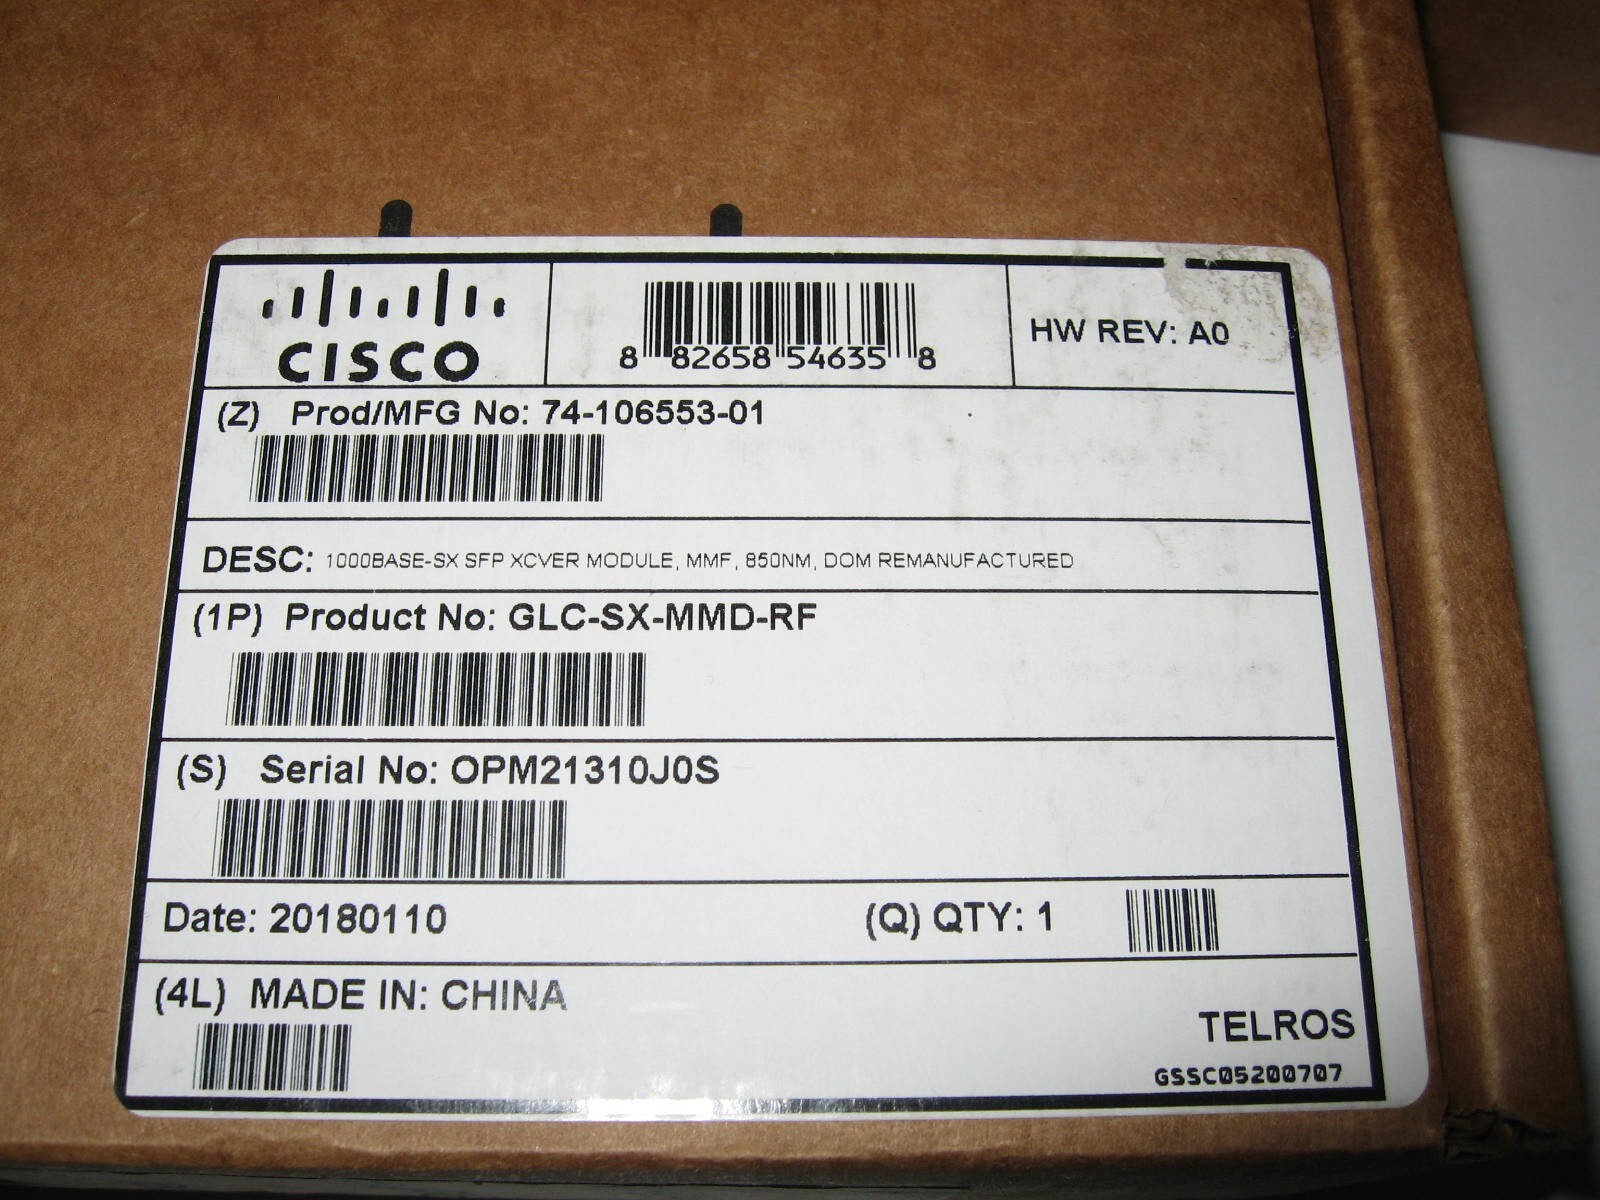 CISCO
8 82658 54635 8
HW REV: A0
(Z) Prod/MFG No: 74-106553-01
DESC: 1000BASE-SX SFP XCVER MODULE, MMF, 850NM, DOM REMANUFACTURED
(1P) Product No: GLC-SX-MMD-RF
(S) Serial No: OPM21310J0S
Date: 20180110
(Q) QTY: 1
(4L) MADE IN: CHINA
TELROS
GSSC05200707